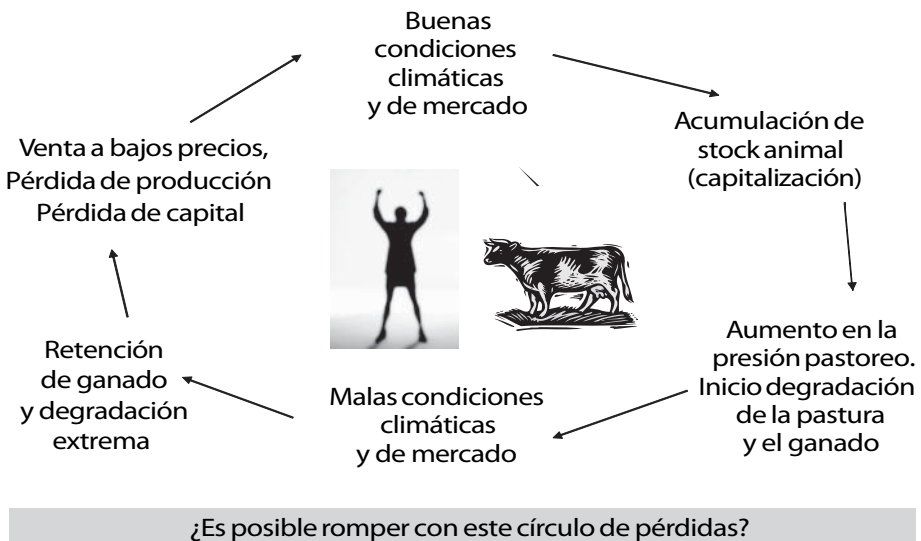 Buenas
condiciones
climáticas
y de mercado
Acumulación de
stock animal
(capitalización)
Aumento en la
presión pastoreo.
Inicio degradación
de la pastura
y el ganado
Malas condiciones
climáticas
y de mercado
Retención
de ganado
y degradación
extrema
Venta a bajos precios,
Pérdida de producción
Pérdida de capital
¿Es posible romper con este círculo de pérdidas?